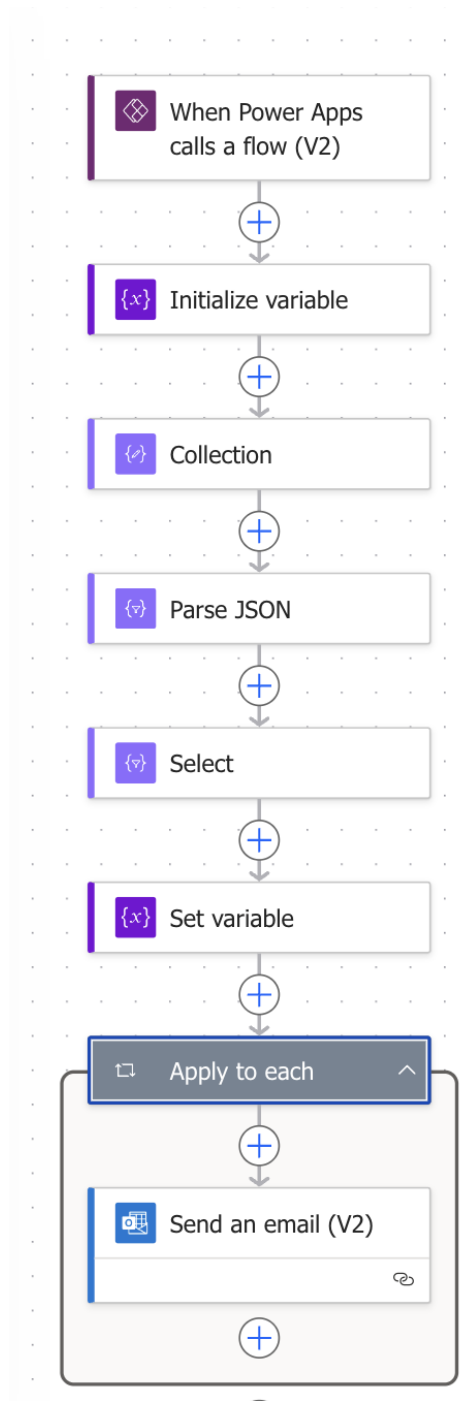 When Power Apps
calls a flow (V2)
{x} Initialize variable
Collection
Parse JSON
Select
{x} Set variable
Apply to each
Send an email (V2)